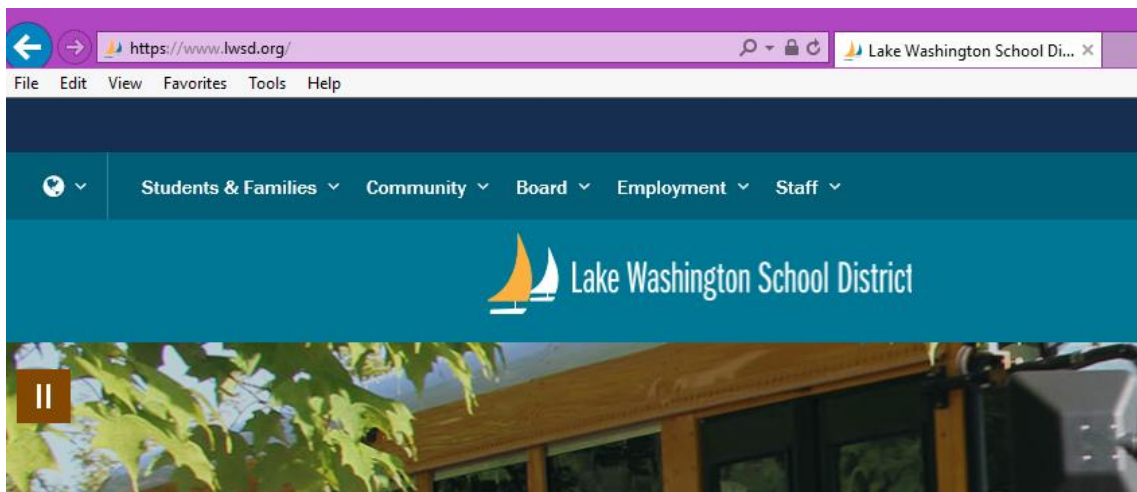 https://www.lwsd.org/ Lake Washington School Di...
File Edit View Favorites Tools Help
Students & Families Community Board Employment Staff
Lake Washington School District